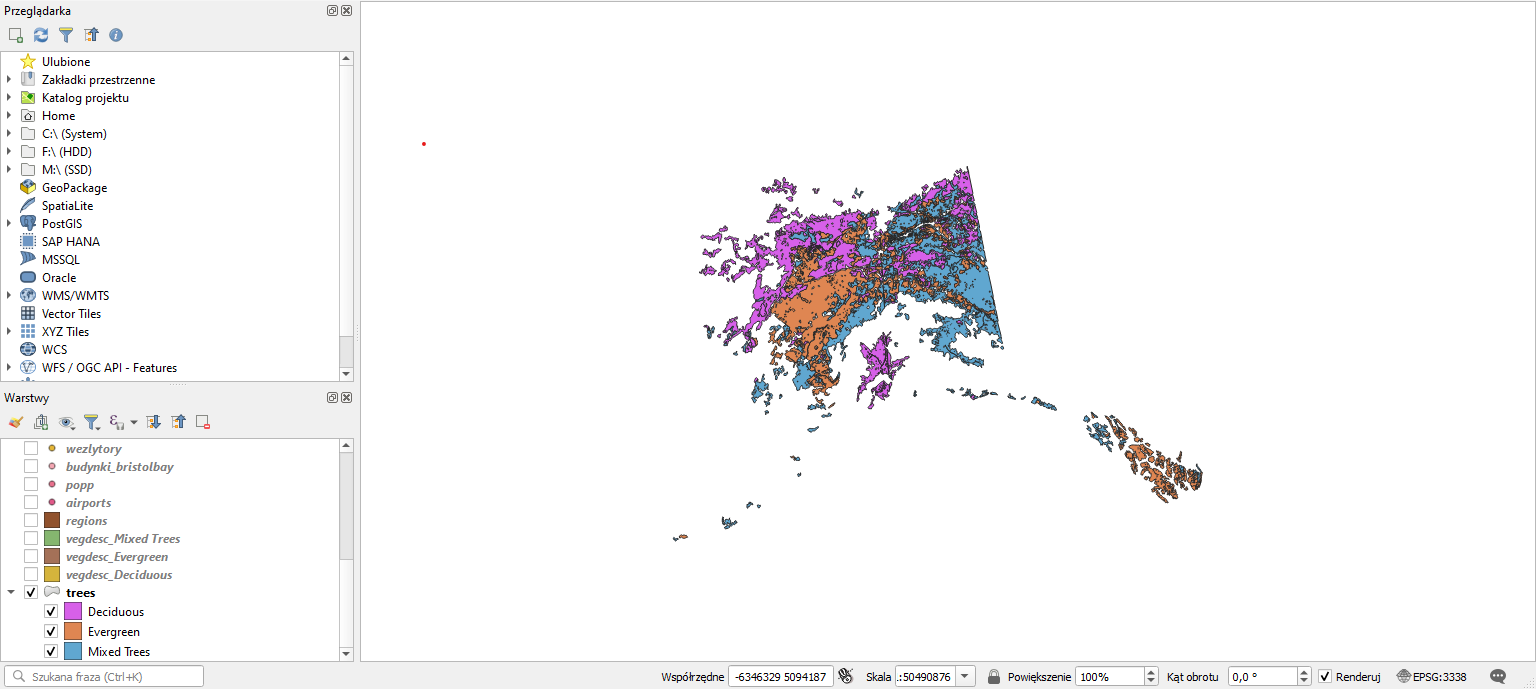 Przeglądarka
Ulubione
Zakładki przestrzenne
Katalog projektu
Home
C:\ (System)
F:\ (HDD)
M:\ (SSD)
GeoPackage
SpatiaLite
PostGIS
SAP HANA
MSSQL
Oracle
WMS/WMTS
Vector Tiles
XYZ Tiles
WCS
WFS / OGC API - Features
Warstwy
wezlytory
budynki_bristolbay
popp
airports
regions
vegdesc_Mixed Trees
vegdesc_Evergreen
vegdesc_Deciduous
trees
Deciduous
Evergreen
Mixed Trees
Szukana fraza (Ctrl+K)
Współrzędne -6346329 5094187 Skala :50490876 Powiększenie 100% Kąt obrotu 0,0 ° Renderuj EPSG:3338